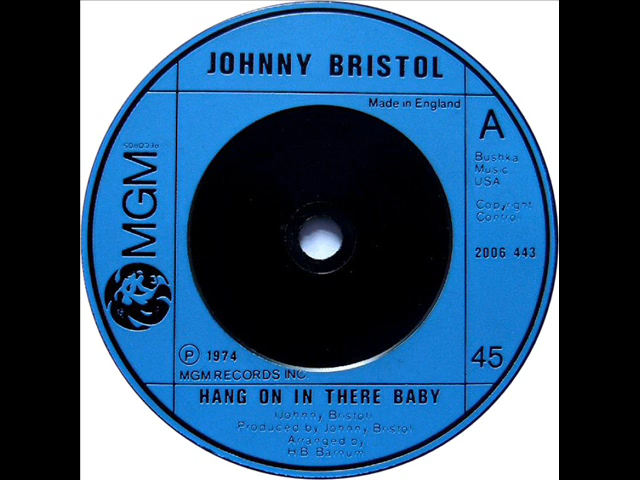 JOHNNY BRISTOL
Made in England
A
Bushka
Music
USA
Copyright
Control
2006 443
MGM
RECORDS
Ⓟ 1974
MGM RECORDS INC.
45
HANG ON IN THERE BABY
(Johnny Bristol)
Produced by Johnny Bristol
Arranged by
H.B. Barnum